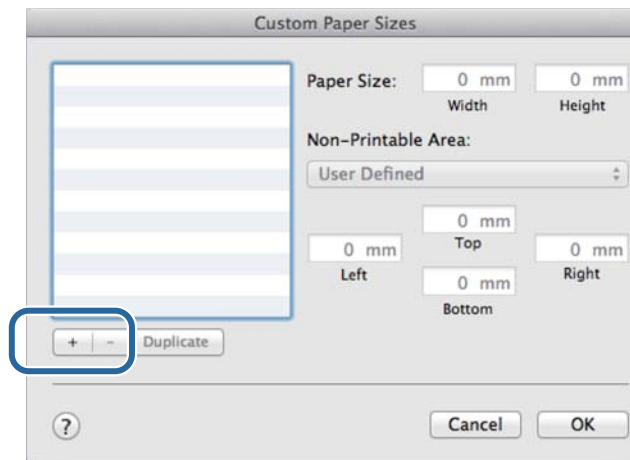 Custom Paper Sizes
Paper Size: 0 mm 0 mm
Width Height
Non-Printable Area:
User Defined
0 mm
Top
0 mm 0 mm
Left Right
0 mm
Bottom
+ - Duplicate
? Cancel OK